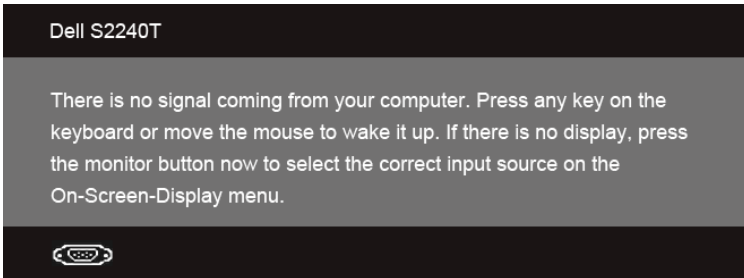 Dell S2240T
There is no signal coming from your computer. Press any key on the
keyboard or move the mouse to wake it up. If there is no display, press
the monitor button now to select the correct input source on the
On-Screen-Display menu.